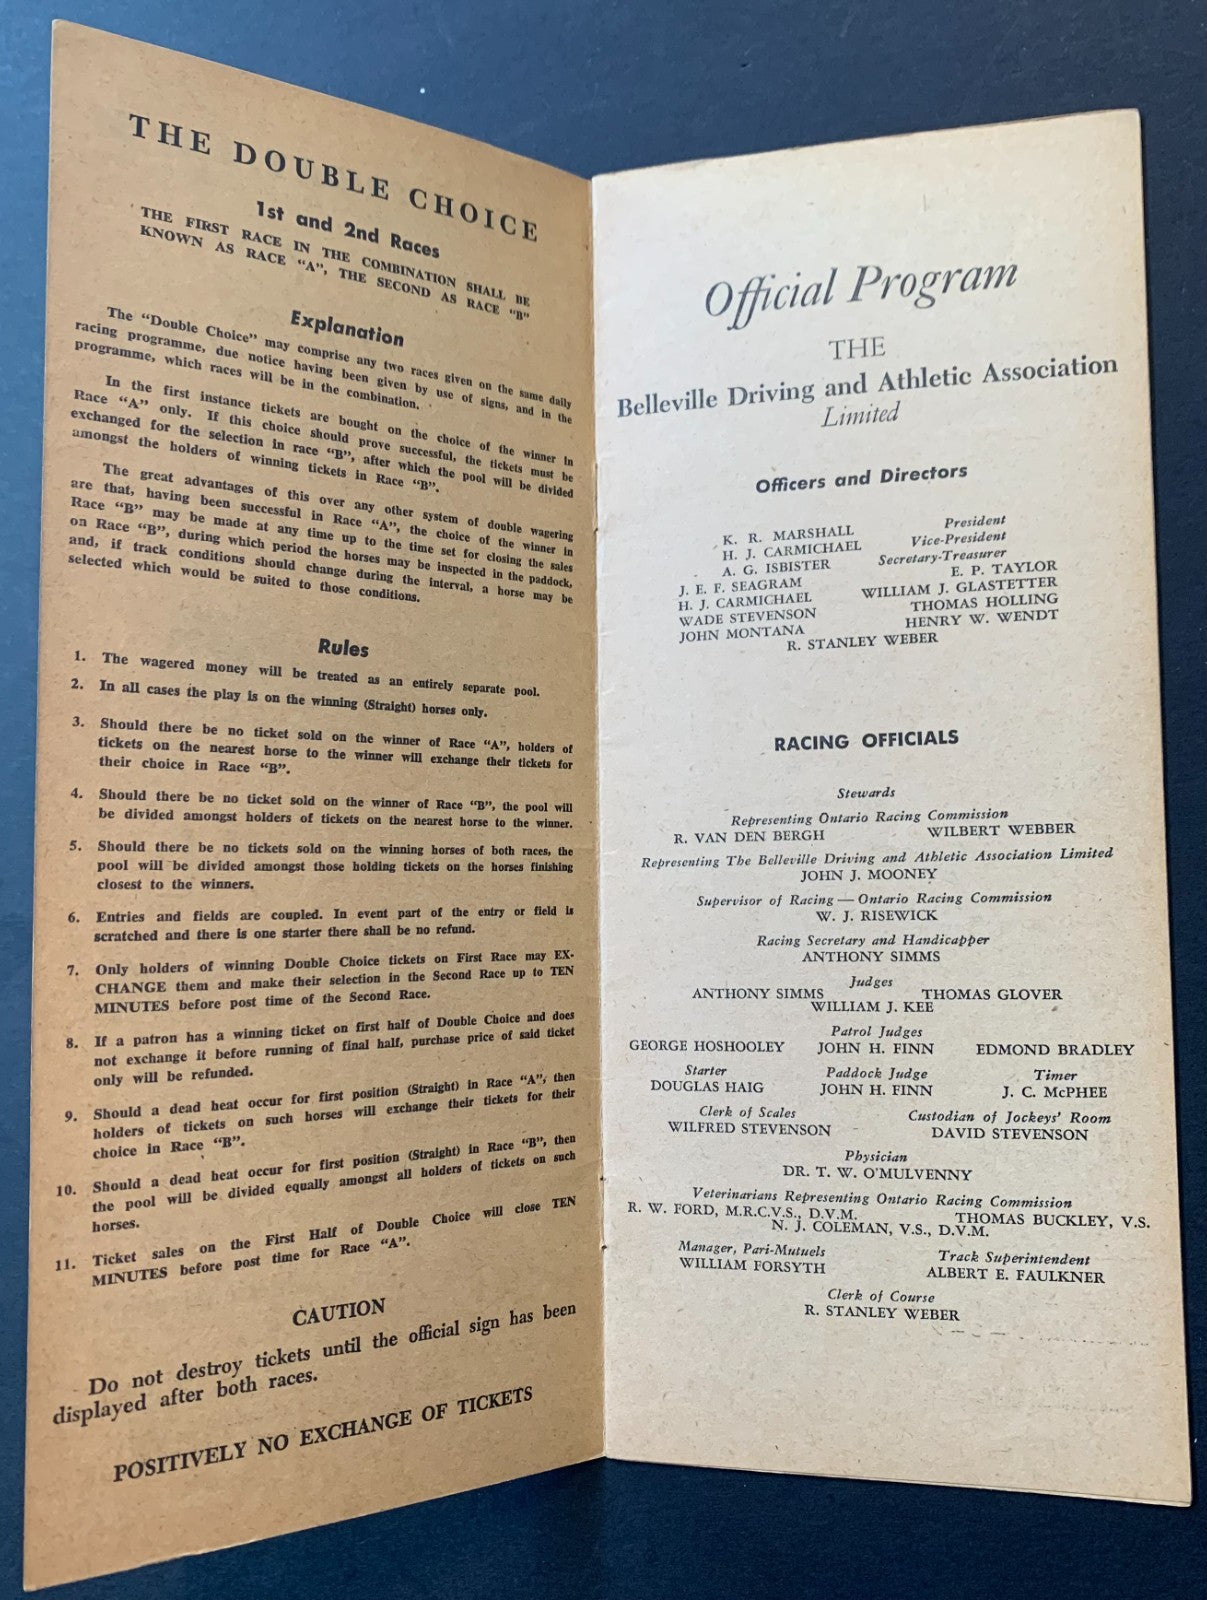 THE DOUBLE CHOICE
1st and 2nd Races
THE FIRST RACE IN THE COMBINATION SHALL BE
KNOWN AS RACE "A", THE SECOND AS RACE "B"
Explanation
The "Double Choice" may comprise any two races given on the same daily
racing programme, due notice having been given by use of signs, and in the
programme, which races will be in the combination.
In the first instance tickets are bought on the choice of the winner in
Race "A" only. If this choice should prove successful, the tickets must be
exchanged for the selection in race "B", after which the pool will be divided
amongst the holders of winning tickets in Race "B".
The great advantages of this over any other system of double wagering
are that, having been successful in Race "A", the choice of the winner in
Race "B" may be made at any time up to the time set for closing the sales
on Race "B", during which period the horses may be inspected in the paddock,
and, if track conditions should change during the interval, a horse may be
selected which would be suited to those conditions.
Rules
1. The wagered money will be treated as an entirely separate pool.
2. In all cases the play is on the winning (Straight) horses only.
3. Should there be no ticket sold on the winner of Race "A", holders of
tickets on the nearest horse to the winner will exchange their tickets for
their choice in Race "B".
4. Should there be no ticket sold on the winner of Race "B", the pool will
be divided amongst holders of tickets on the nearest horse to the winner.
5. Should there be no tickets sold on the winning horses of both races, the
pool will be divided amongst those holding tickets on the horses finishing
closest to the winners.
6. Entries and fields are coupled. In event part of the entry or field is
scratched and there is one starter there shall be no refund.
7. Only holders of winning Double Choice tickets on First Race may EX-
CHANGE them and make their selection in the Second Race up to TEN
MINUTES before post time of the Second Race.
8. If a patron has a winning ticket on first half of Double Choice and does
not exchange it before running of final half, purchase price of said ticket
only will be refunded.
9. Should a dead heat occur for first position (Straight) in Race "A", then
holders of tickets on such horses will exchange their tickets for their
choice in Race "B".
10. Should a dead heat occur for first position (Straight) in Race "B", then
the pool will be divided equally amongst all holders of tickets on such
horses.
11. Ticket sales on the First Half of Double Choice will close TEN
MINUTES before post time for Race "A".
CAUTION
Do not destroy tickets until the official sign has been
displayed after both races.
POSITIVELY NO EXCHANGE OF TICKETS
Official Program
THE
Belleville Driving and Athletic Association
Limited
Officers and Directors
K. R. MARSHALL President
H. J. CARMICHAEL Vice-President
A. G. ISBISTER Secretary-Treasurer
J. E. F. SEAGRAM E. P. TAYLOR
H. J. CARMICHAEL WILLIAM J. GLASTETTER
WADE STEVENSON THOMAS HOLLING
JOHN MONTANA HENRY W. WENDT
R. STANLEY WEBER
RACING OFFICIALS
Stewards
Representing Ontario Racing Commission
R. VAN DEN BERGH WILBERT WEBBER
Representing The Belleville Driving and Athletic Association Limited
JOHN J. MOONEY
Supervisor of Racing — Ontario Racing Commission
W. J. RISEWICK
Racing Secretary and Handicapper
ANTHONY SIMMS
Judges
ANTHONY SIMMS THOMAS GLOVER
WILLIAM J. KEE
Patrol Judges
GEORGE HOSHOOLEY JOHN H. FINN EDMOND BRADLEY
Starter Paddock Judge Timer
DOUGLAS HAIG JOHN H. FINN J. C. McPHEE
Clerk of Scales Custodian of Jockeys' Room
WILFRED STEVENSON DAVID STEVENSON
Physician
DR. T. W. O'MULVENNY
Veterinarians Representing Ontario Racing Commission
R. W. FORD, M.R.C.V.S., D.V.M. THOMAS BUCKLEY, V.S.
N. J. COLEMAN, V.S., D.V.M.
Manager, Pari-Mutuels Track Superintendent
WILLIAM FORSYTH ALBERT E. FAULKNER
Clerk of Course
R. STANLEY WEBER